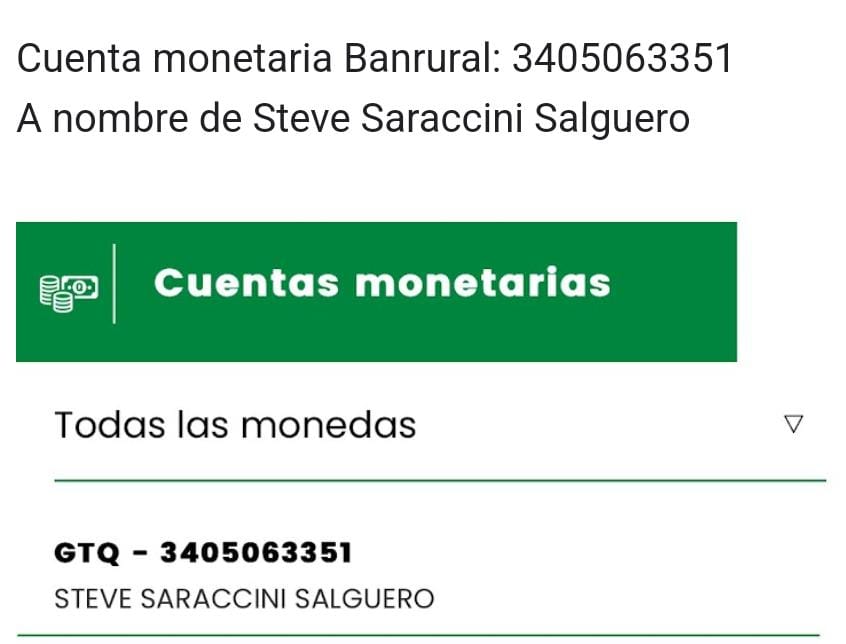 Cuenta monetaria Banrural: 3405063351
A nombre de Steve Saraccini Salguero
Cuentas monetarias
Todas las monedas
GTQ - 3405063351
STEVE SARACCINI SALGUERO